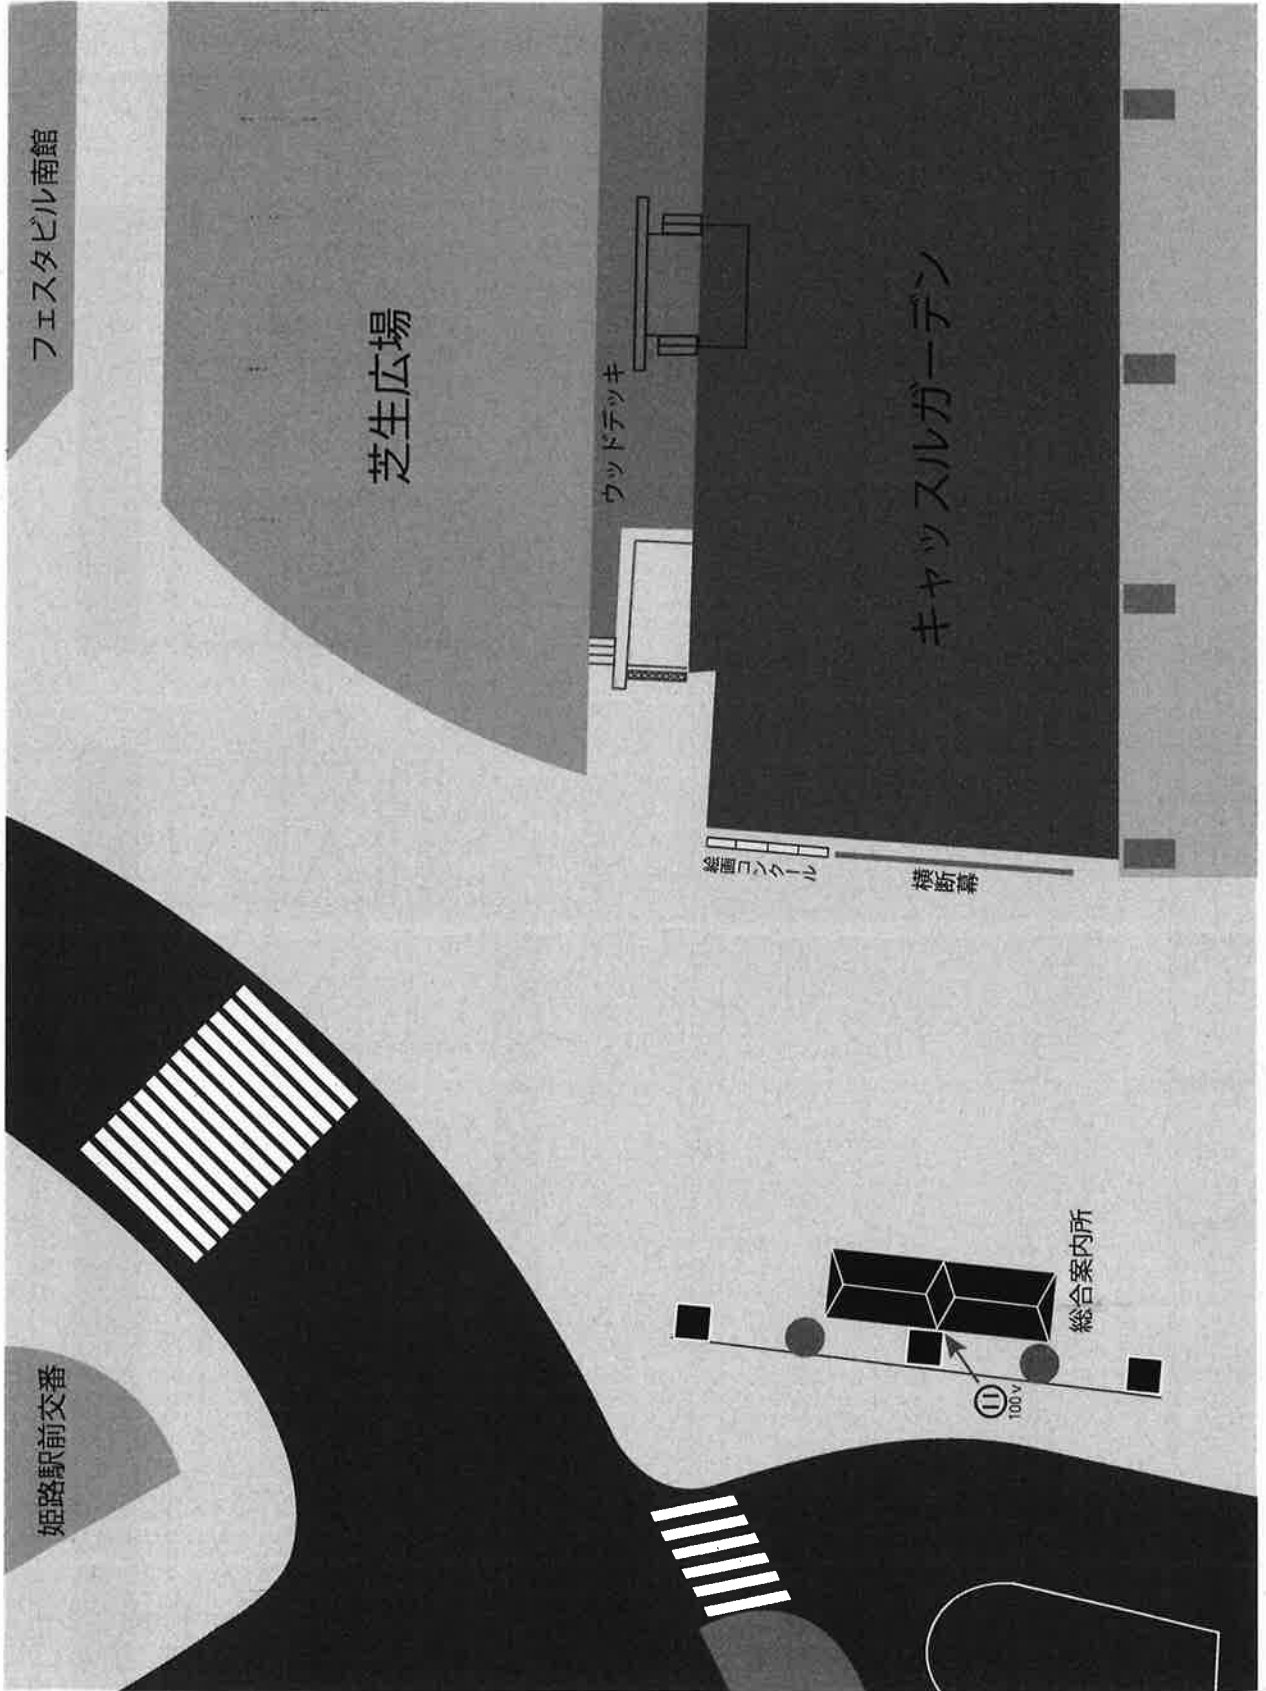 姫路駅前交番
フェスタビル南館
芝生広場
ウッドデッキ
絵画コンクール
横断幕
キャッスルガーデン
100v
総合案内所